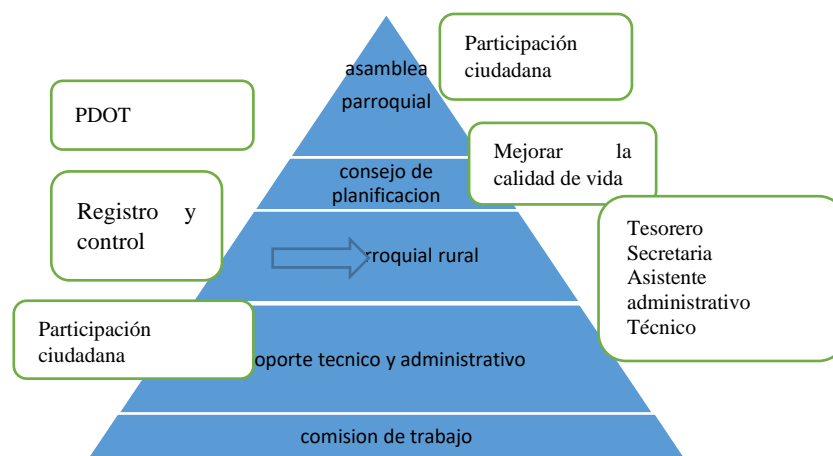 Participación
ciudadana
asamblea
parroquial
PDOT
Mejorar la
calidad de vida
consejo de
planificacion
Registro y
control
rroquial rural
Tesorero
Secretaria
Asistente
administrativo
Técnico
Participación
ciudadana
oporte tecnico y administrativo
comision de trabajo